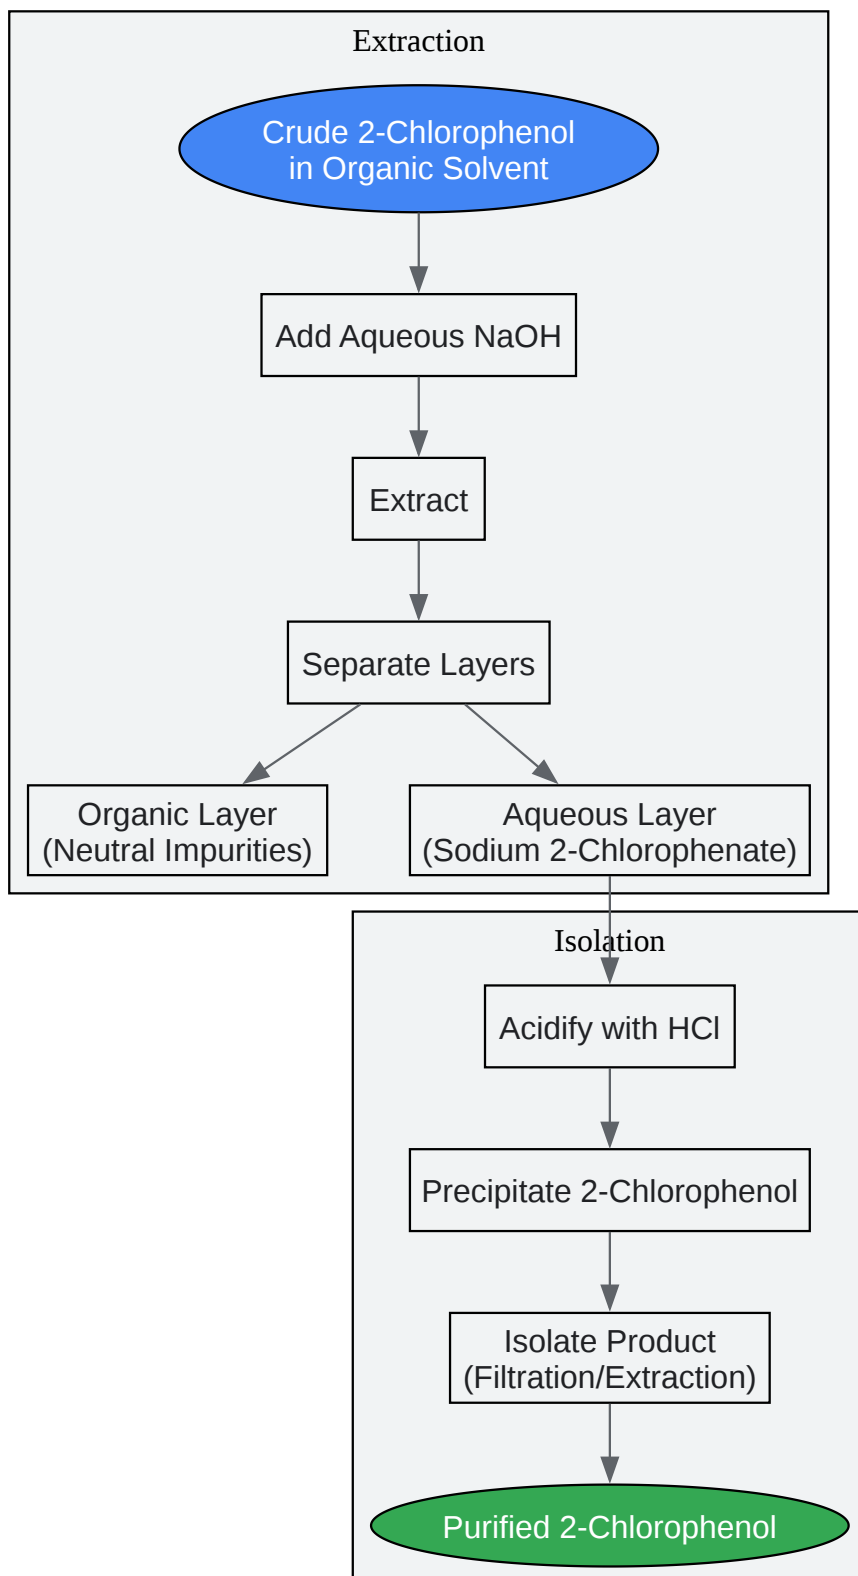 Extraction
Crude 2-Chlorophenol
in Organic Solvent
Add Aqueous NaOH
Extract
Separate Layers
Organic Layer
(Neutral Impurities)
Aqueous Layer
(Sodium 2-Chlorophenate)
Isolation
Acidify with HCl
Precipitate 2-Chlorophenol
Isolate Product
(Filtration/Extraction)
Purified 2-Chlorophenol